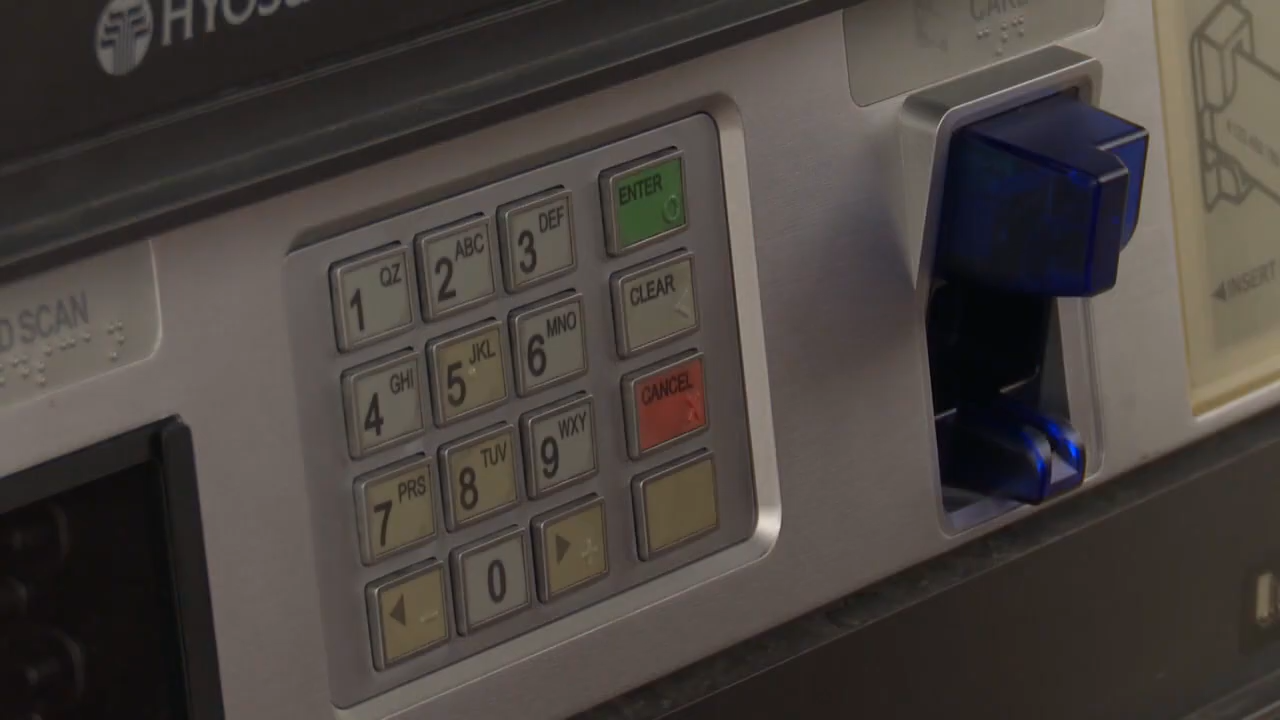 HYOSU
CARD
D SCAN
1 QZ
2 ABC
3 DEF
ENTER
4 GHI
5 JKL
6 MNO
CLEAR
7 PRS
8 TUV
9 WXY
CANCEL
0
+
-
INSERT